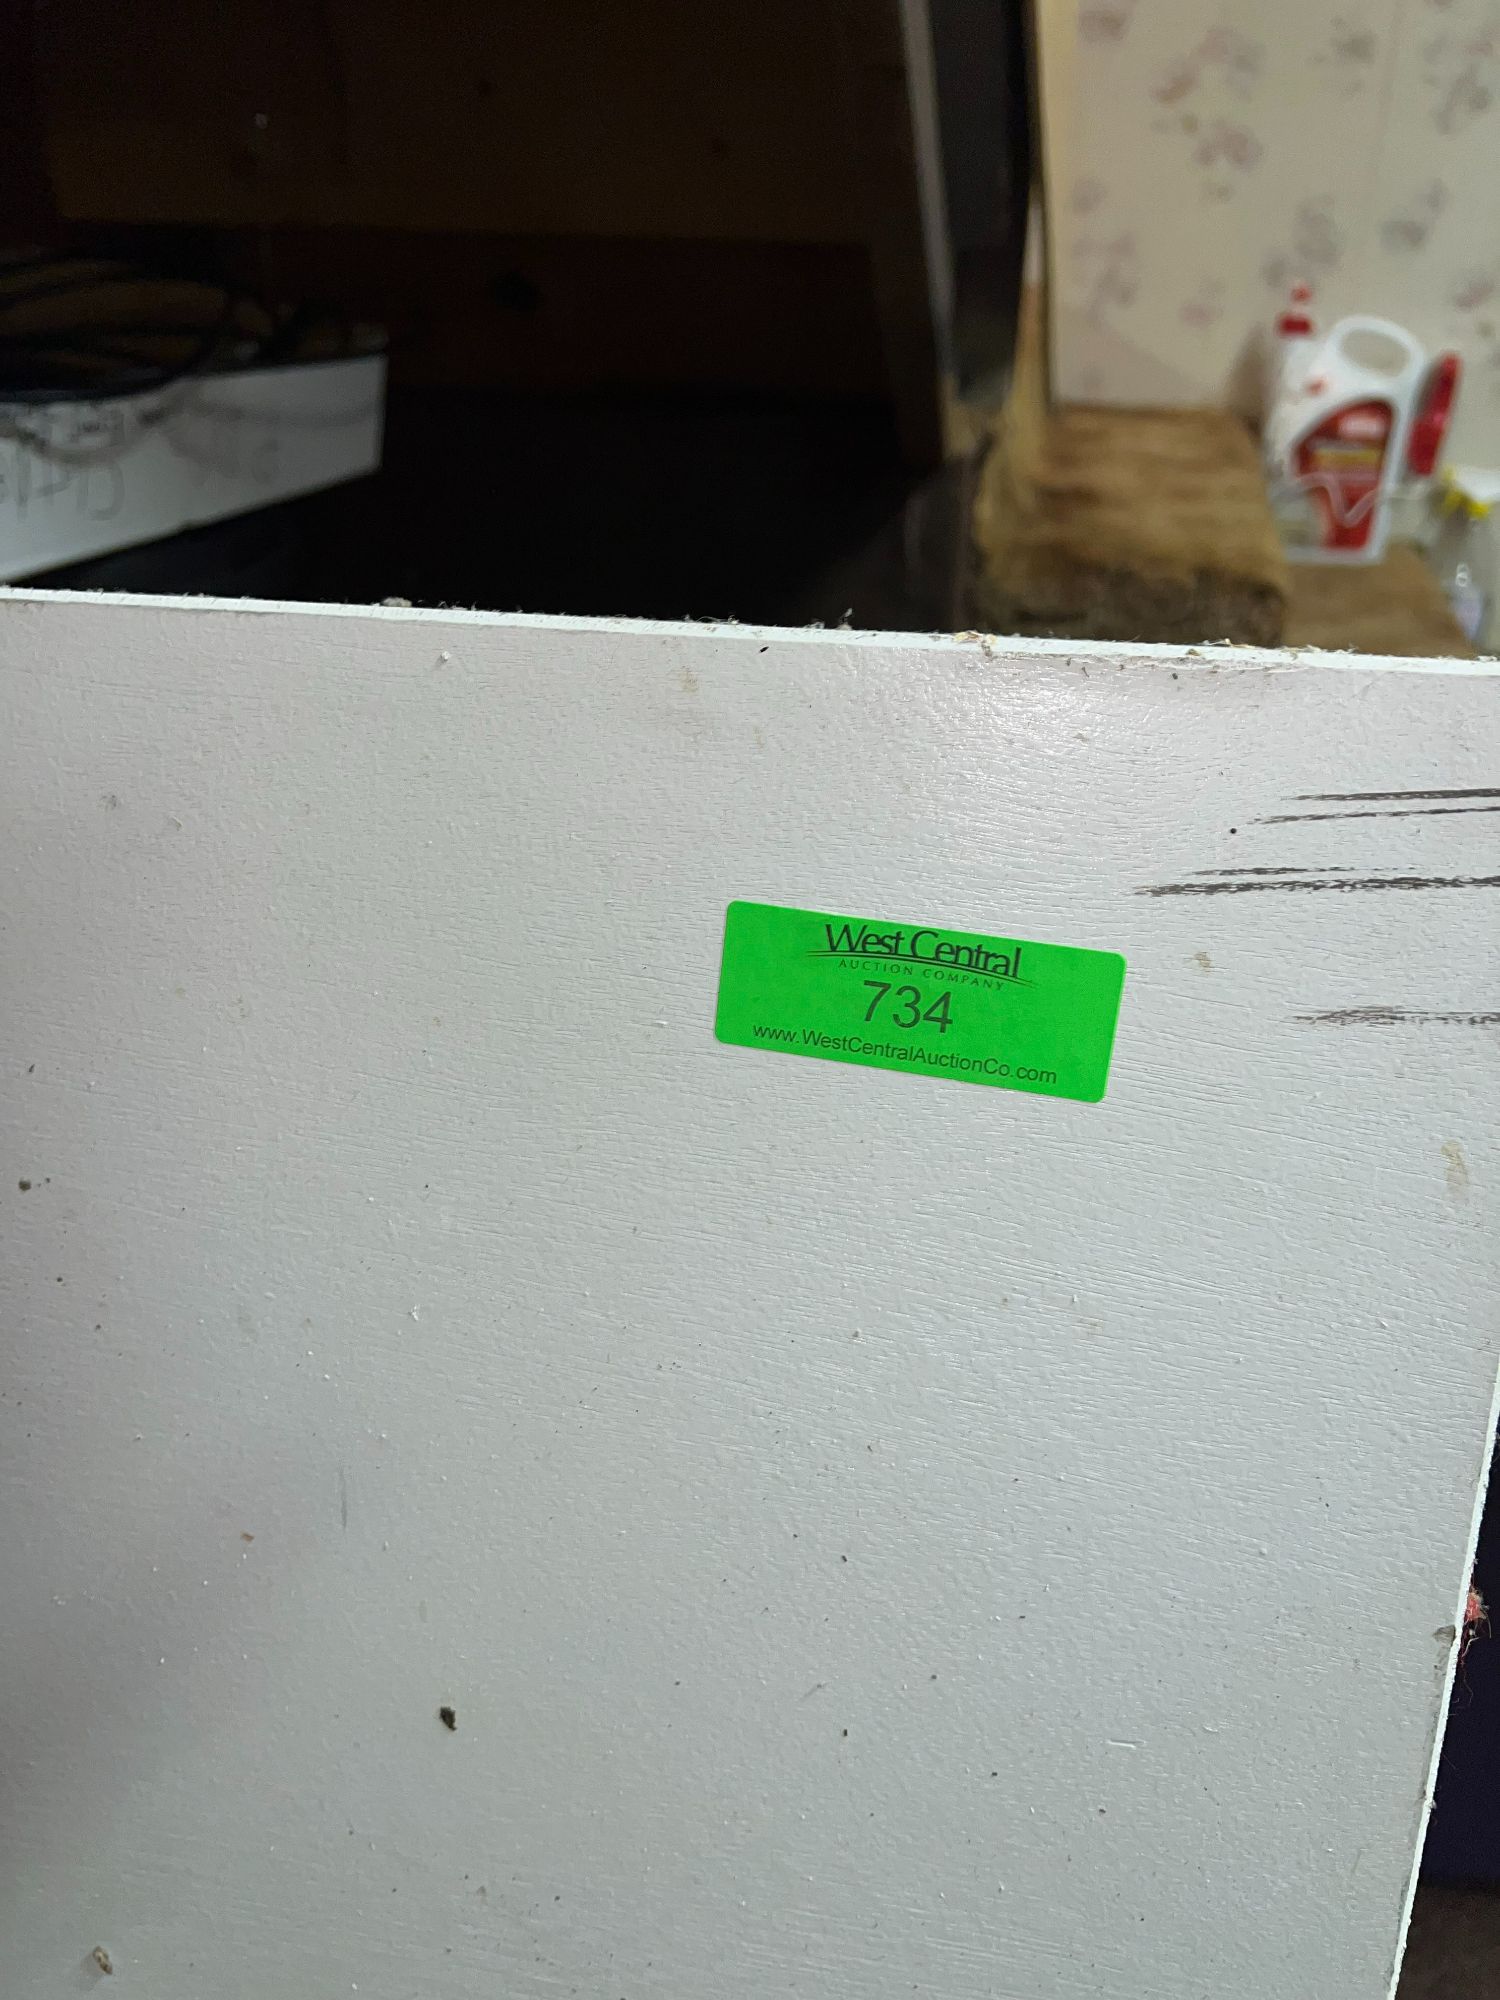 West Central
AUCTION COMPANY
734
www.WestCentralAuctionCo.com